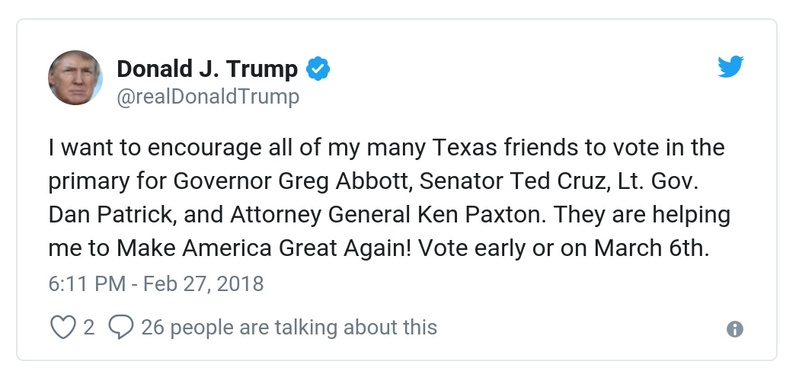 Donald J. Trump
@realDonaldTrump
I want to encourage all of my many Texas friends to vote in the
primary for Governor Greg Abbott, Senator Ted Cruz, Lt. Gov.
Dan Patrick, and Attorney General Ken Paxton. They are helping
me to Make America Great Again! Vote early or on March 6th.
6:11 PM - Feb 27, 2018
2 26 people are talking about this